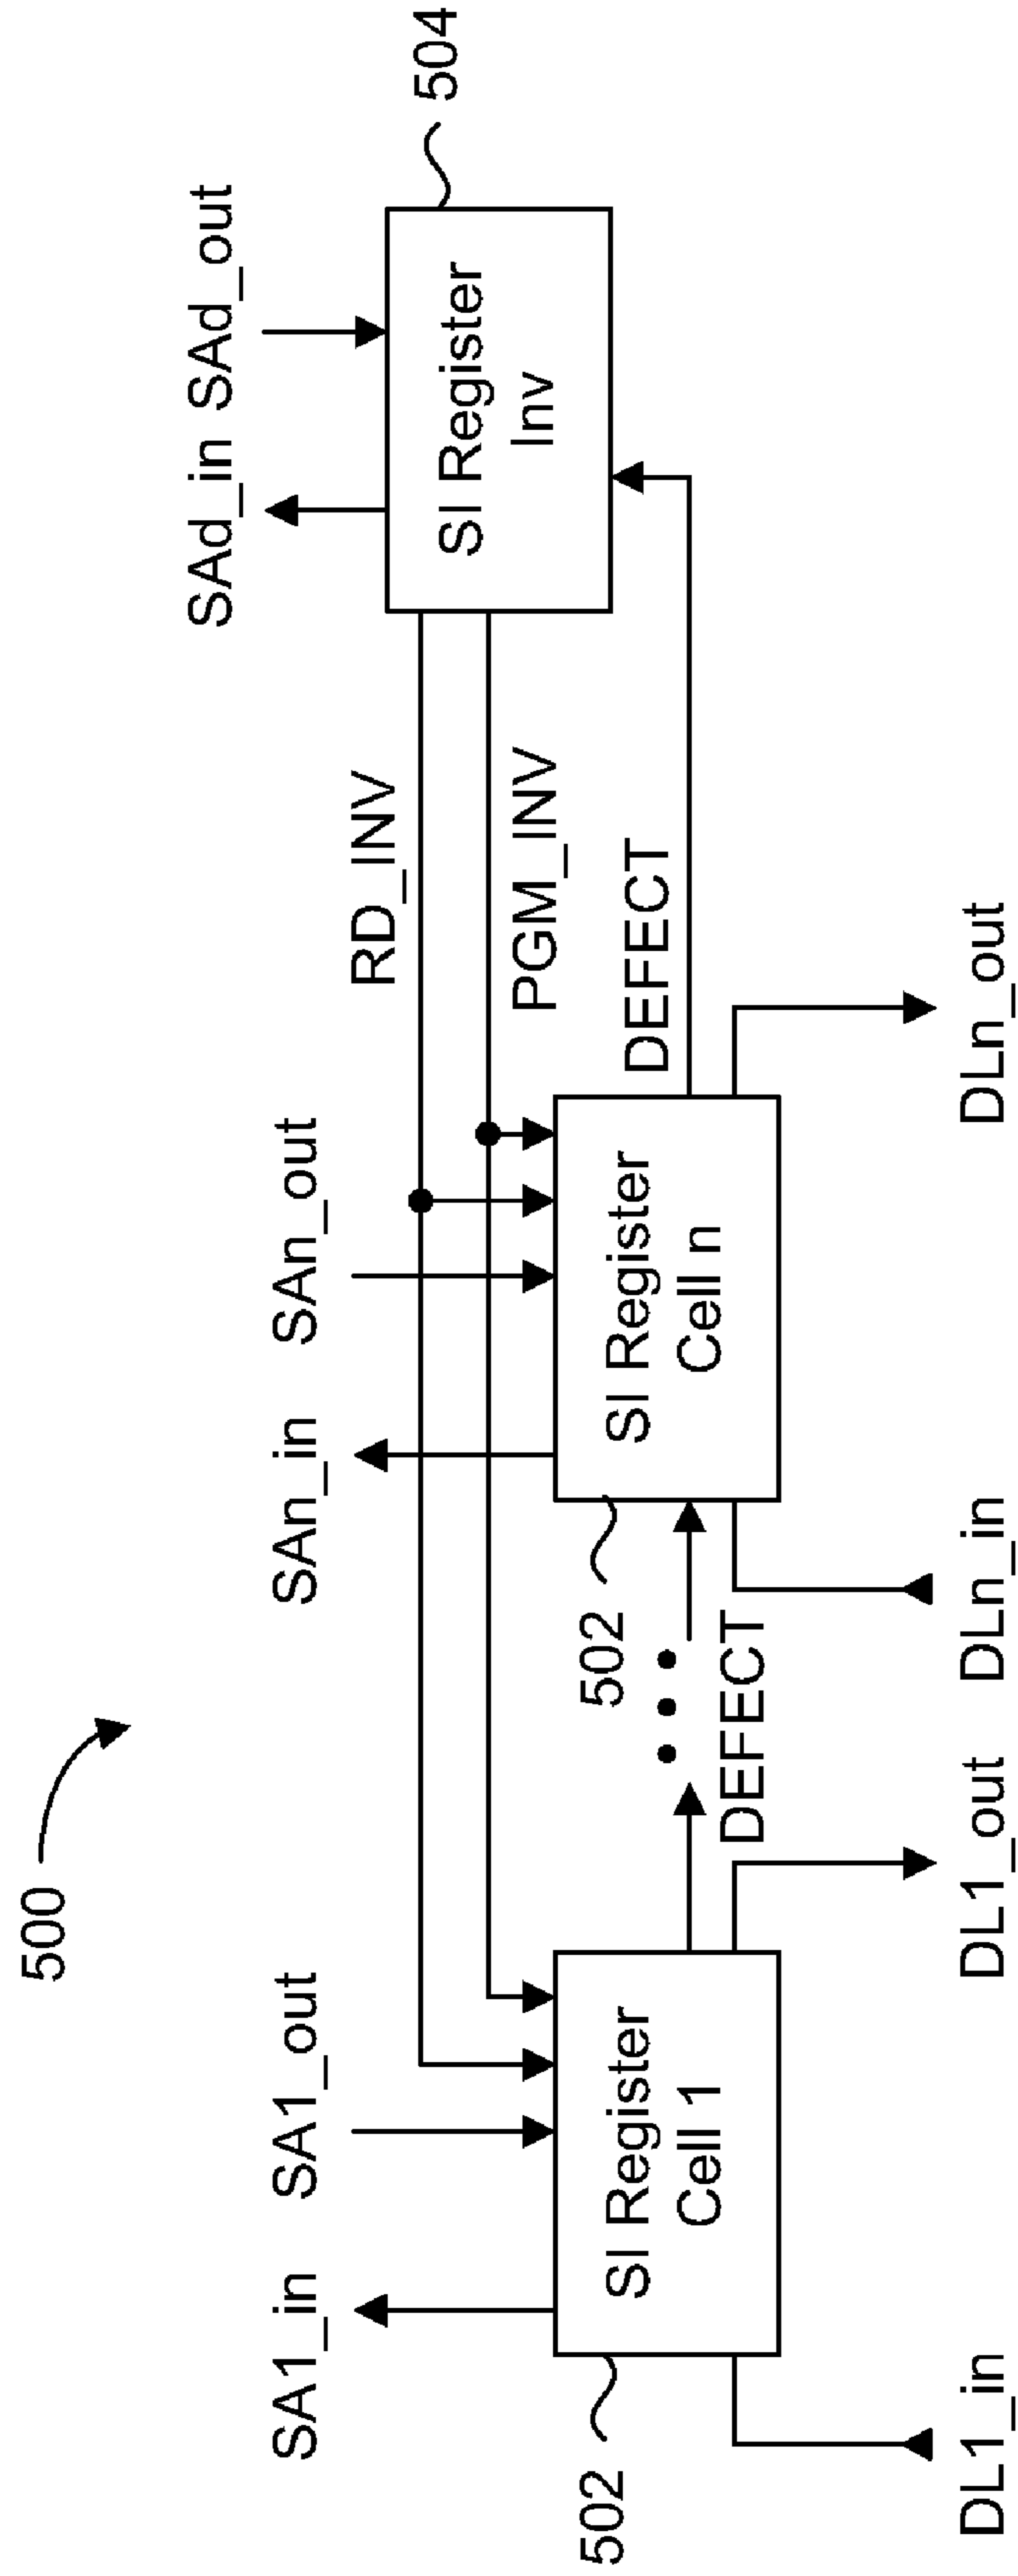 500
SAd_in SAd_out
SA1_in SA1_out SAn_in SAn_out
504
RD_INV
SI Register
Inv
PGM_INV
502
SI Register
Cell 1
502
SI Register
Cell n
DEFECT
DEFECT
DL1_in DL1_out DLn_in DLn_out